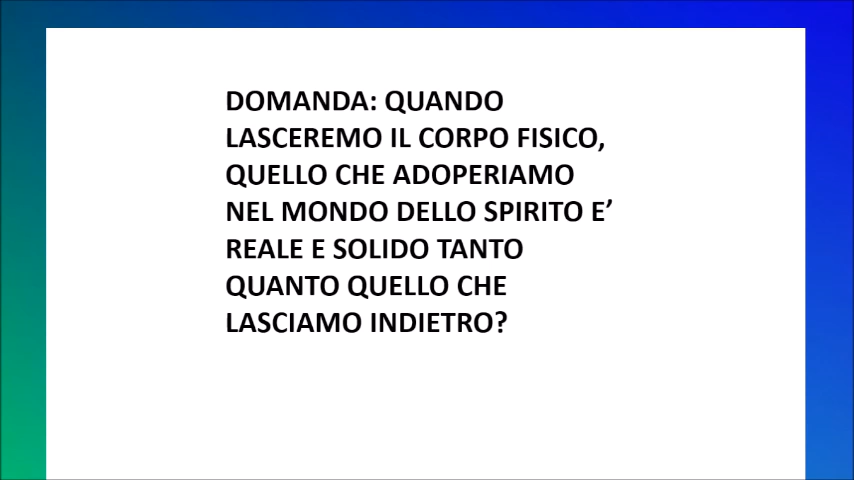 DOMANDA: QUANDO
LASCEREMO IL CORPO FISICO,
QUELLO CHE ADOPERIAMO
NEL MONDO DELLO SPIRITO E’
REALE E SOLIDO TANTO
QUANTO QUELLO CHE
LASCIAMO INDIETRO?